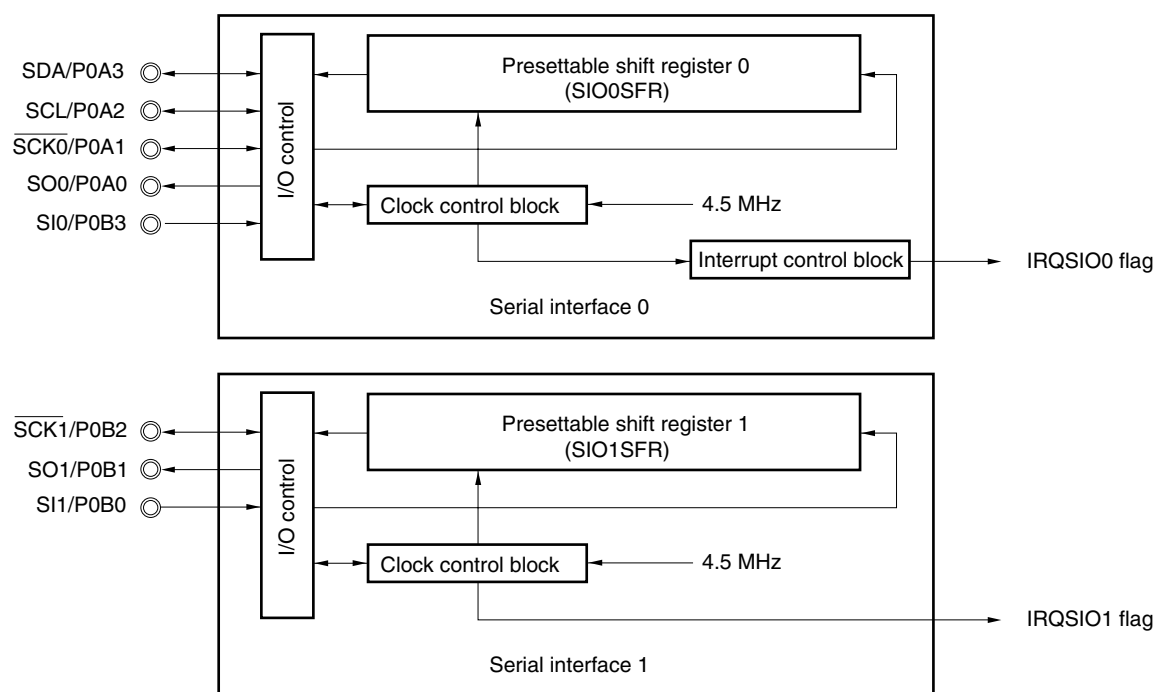 SDA/P0A3
SCL/P0A2
S̅C̅K̅0̅/P0A1
SO0/P0A0
SI0/P0B3
I/O control
Presettable shift register 0
(SIO0SFR)
Clock control block
4.5 MHz
Interrupt control block
IRQSIO0 flag
Serial interface 0
S̅C̅K̅1̅/P0B2
SO1/P0B1
SI1/P0B0
I/O control
Presettable shift register 1
(SIO1SFR)
Clock control block
4.5 MHz
IRQSIO1 flag
Serial interface 1